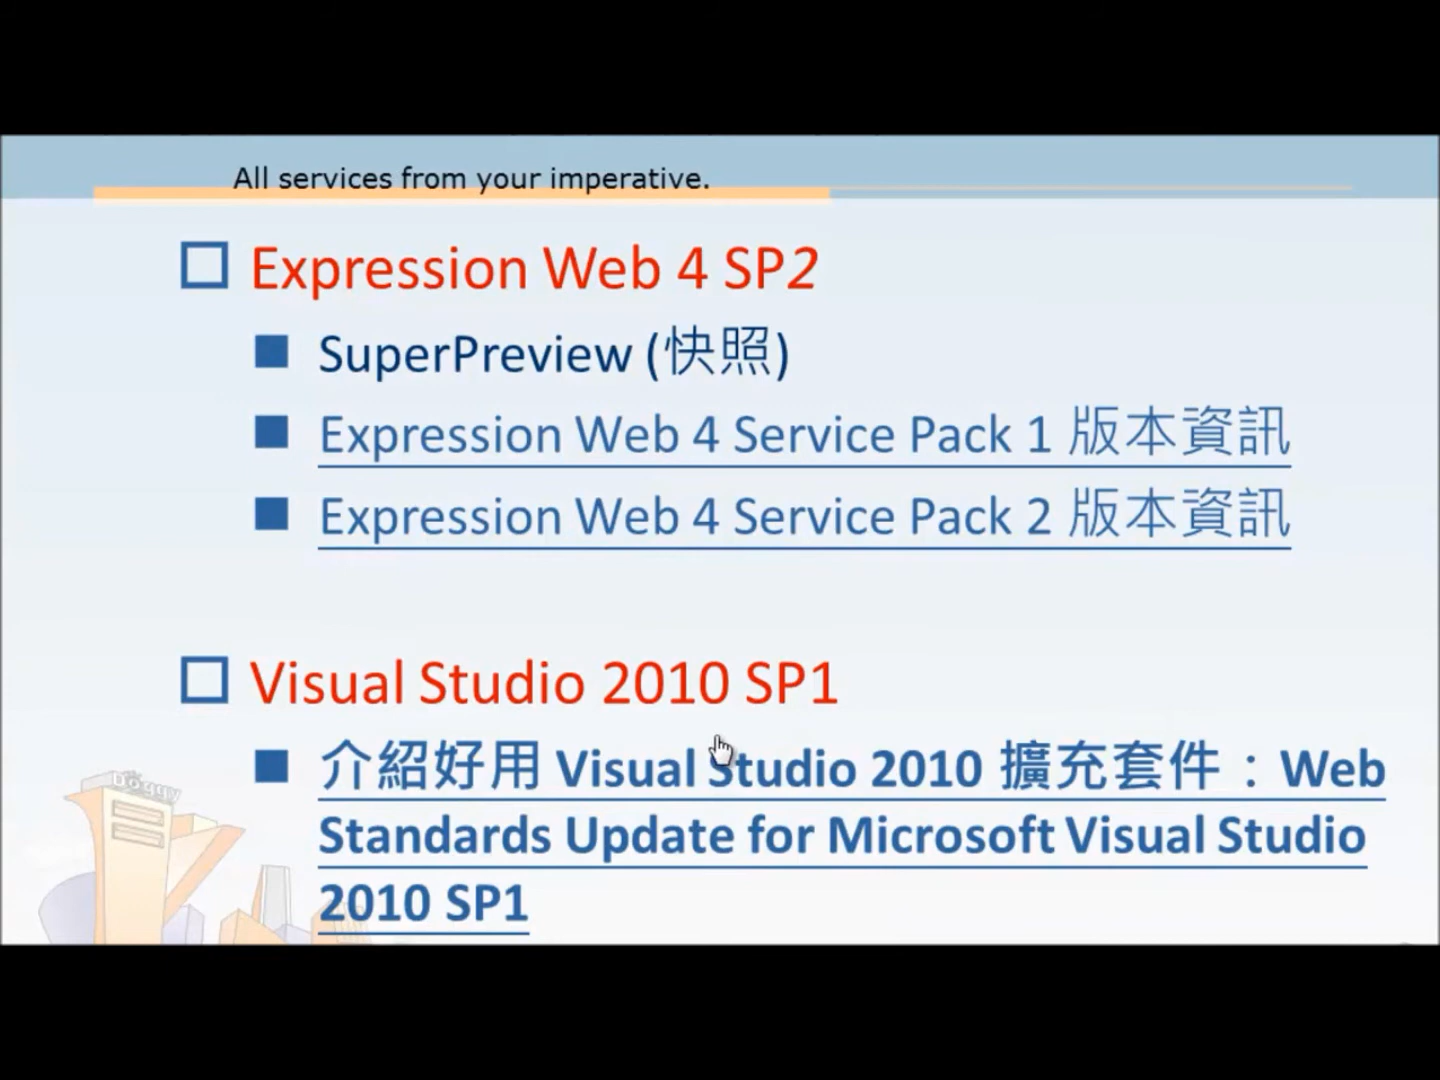 All services from your imperative.
Expression Web 4 SP2
SuperPreview (快照)
Expression Web 4 Service Pack 1 版本資訊
Expression Web 4 Service Pack 2 版本資訊
Visual Studio 2010 SP1
介紹好用 Visual Studio 2010 擴充套件：Web
Standards Update for Microsoft Visual Studio
2010 SP1
Doggy